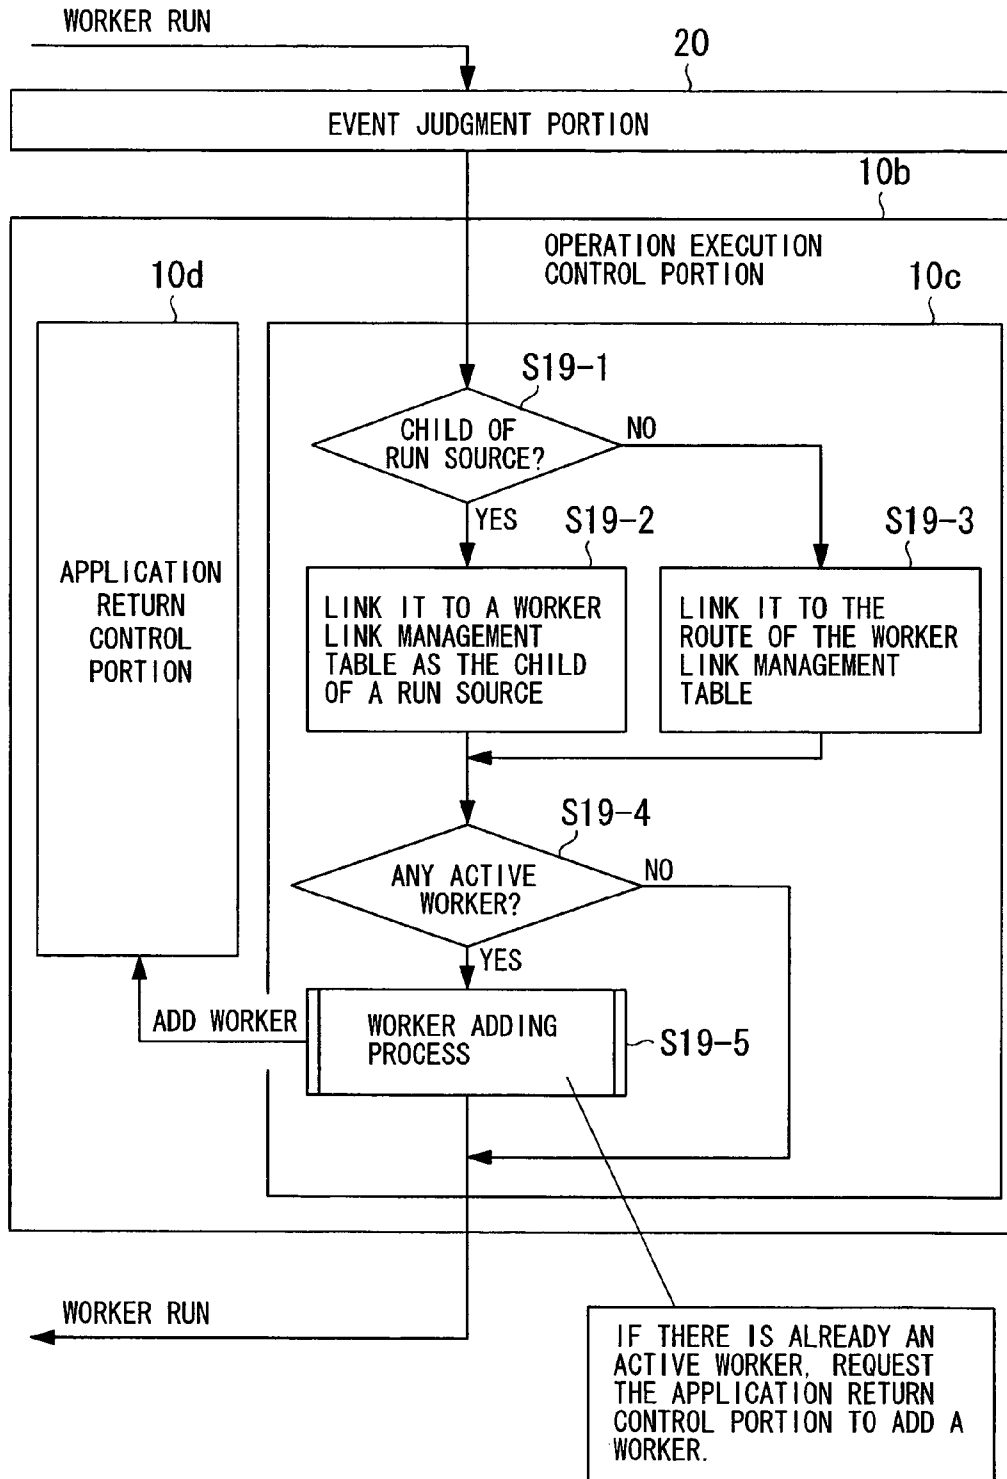 WORKER RUN
20
EVENT JUDGMENT PORTION
10b
OPERATION EXECUTION
CONTROL PORTION
10d
10c
S19-1
CHILD OF
RUN SOURCE?
NO
YES
S19-2
S19-3
APPLICATION
RETURN
CONTROL
PORTION
LINK IT TO A WORKER
LINK MANAGEMENT
TABLE AS THE CHILD
OF A RUN SOURCE
LINK IT TO THE
ROUTE OF THE WORKER
LINK MANAGEMENT
TABLE
S19-4
ANY ACTIVE
WORKER?
NO
YES
ADD WORKER
WORKER ADDING
PROCESS
S19-5
WORKER RUN
IF THERE IS ALREADY AN
ACTIVE WORKER, REQUEST
THE APPLICATION RETURN
CONTROL PORTION TO ADD A
WORKER.